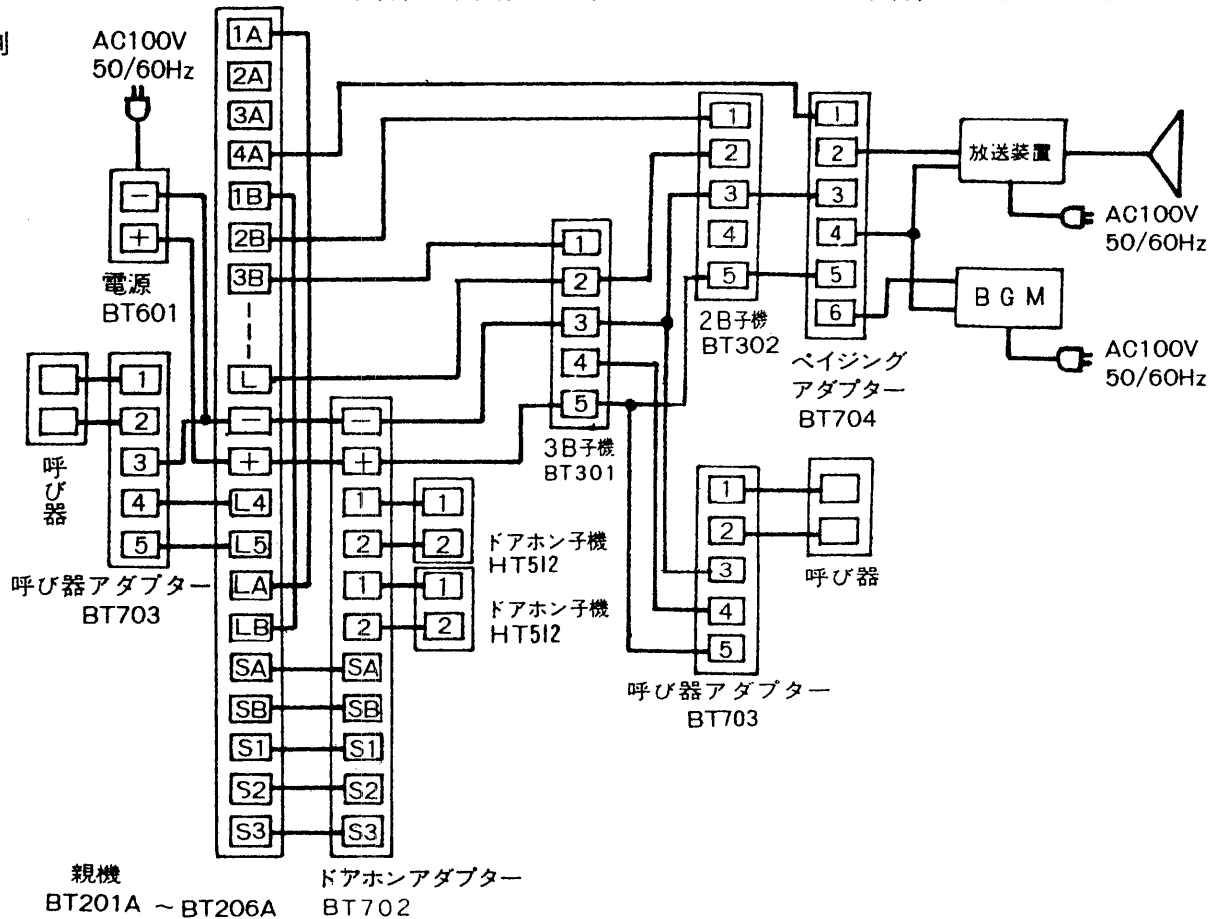 AC100V
50/60Hz
−
+
電源
BT601
1
2
3
4
5
呼び器
呼び器アダプター
BT703
1A
2A
3A
4A
1B
2B
3B
L
−
+
L4
L5
LA
LB
SA
SB
S1
S2
S3
親機
BT201A ~ BT206A
−
+
1
2
1
2
SA
SB
S1
S2
S3
ドアホンアダプター
BT702
1
2
ドアホン子機
HT512
1
2
ドアホン子機
HT512
1
2
3
4
5
3B子機
BT301
1
2
3
4
5
2B子機
BT302
1
2
3
4
5
6
ペイジング
アダプター
BT704
放送装置
AC100V
50/60Hz
BGM
AC100V
50/60Hz
1
2
3
4
5
呼び器
呼び器アダプター
BT703